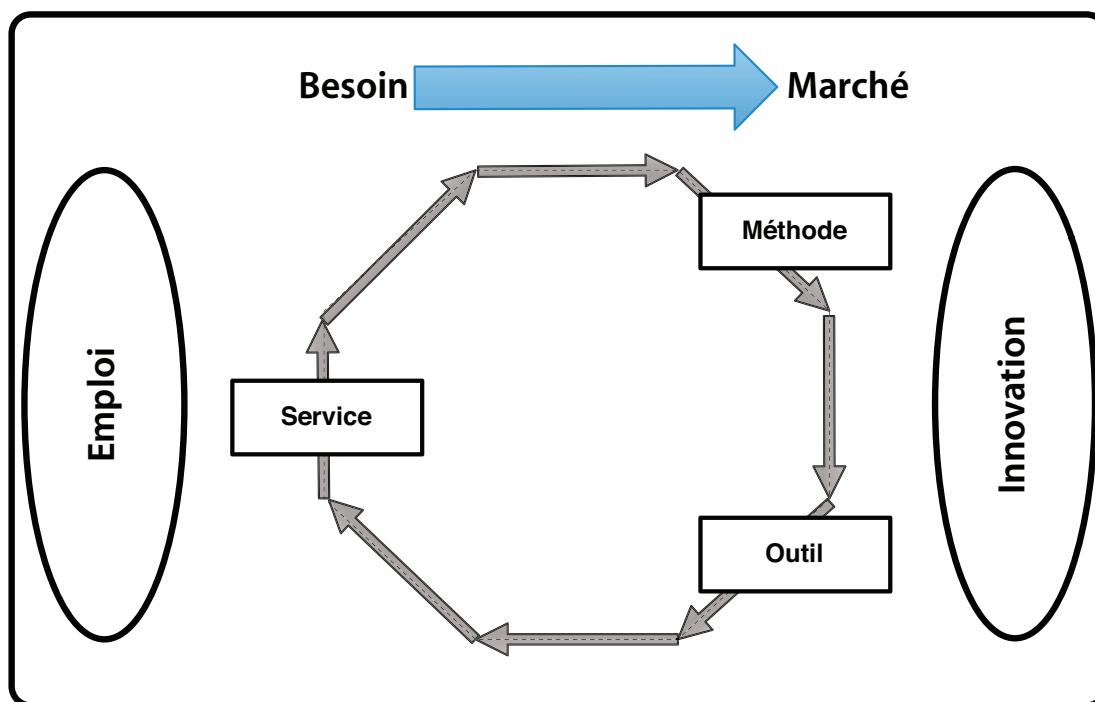 Besoin
Marché
Méthode
Emploi
Service
Innovation
Outil